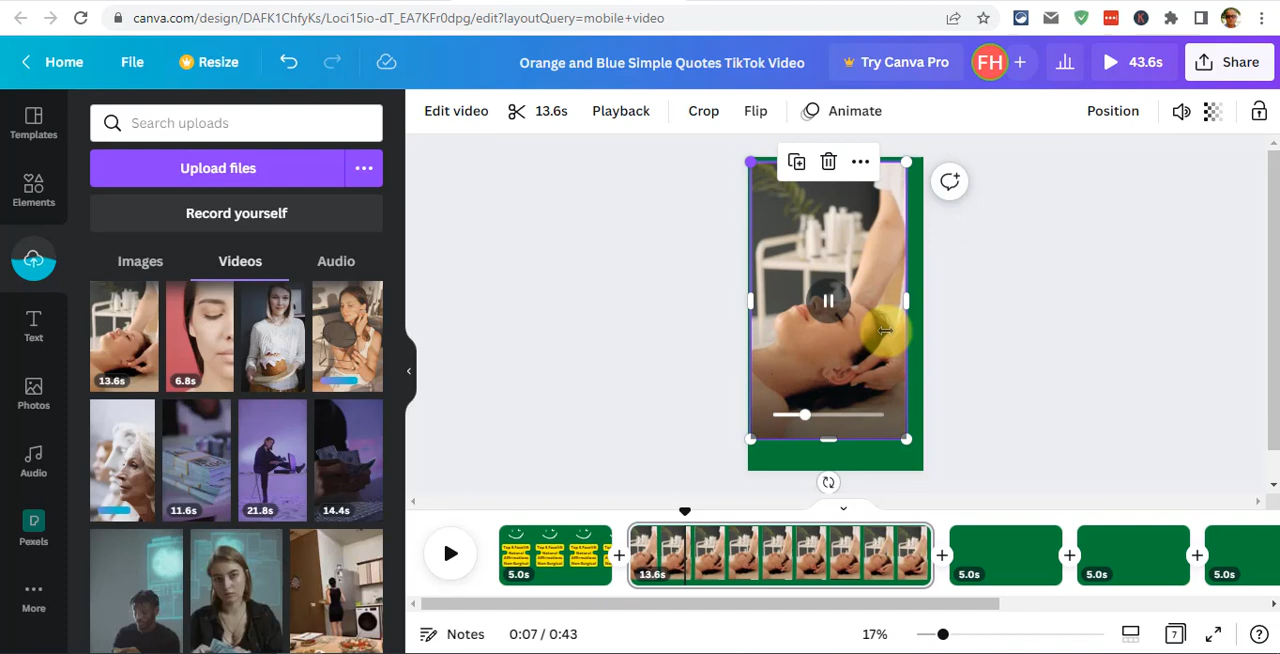 canva.com/design/DAFK1ChfyKs/Loci15io-dT_EA7KFr0dpg/edit?layoutQuery=mobile+video
Home
File
Resize
Orange and Blue Simple Quotes TikTok Video
Try Canva Pro
FH
43.6s
Share
Templates
Elements
Text
Photos
Audio
Pexels
More
Search uploads
Upload files
Record yourself
Images
Videos
Audio
13.6s
6.8s
11.6s
21.8s
14.4s
Edit video
13.6s
Playback
Crop
Flip
Animate
Position
5.0s
13.6s
5.0s
5.0s
5.0s
Notes
0:07 / 0:43
17%
7